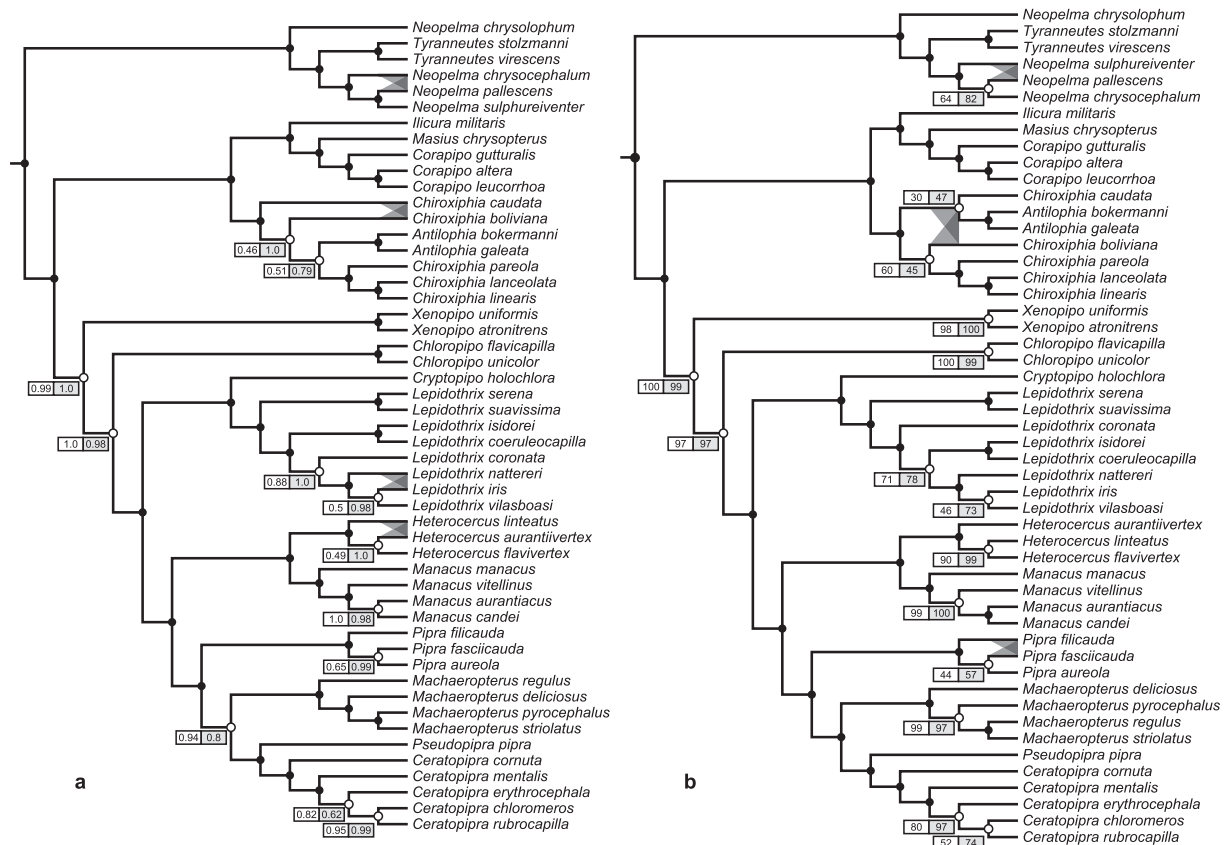 Neopelma chrysolophum
Tyranneutes stolzmanni
Tyranneutes virescens
Neopelma chrysocephalum
Neopelma pallescens
Neopelma sulphureiventer
Ilicura militaris
Masius chrysopterus
Corapipo gutturalis
Corapipo altera
Corapipo leucorrhoa
Chiroxiphia caudata
Chiroxiphia boliviana
0.46 1.0
Antilophia bokermanni
Antilophia galeata
0.51 0.79
Chiroxiphia pareola
Chiroxiphia lanceolata
Chiroxiphia linearis
Xenopipo uniformis
Xenopipo atronitrens
Chloropipo flavicapilla
Chloropipo unicolor
0.99 1.0
Cryptopipo holochlora
Lepidothrix serena
Lepidothrix suavissima
Lepidothrix isidorei
Lepidothrix coeruleocapilla
1.0 0.98
Lepidothrix coronata
Lepidothrix nattereri
0.88 1.0
Lepidothrix iris
Lepidothrix vilasboasi
0.5 0.98
Heterocercus linteatus
Heterocercus aurantiivertex
Heterocercus flavivertex
0.49 1.0
Manacus manacus
Manacus vitellinus
Manacus aurantiacus
Manacus candei
1.0 0.98
Pipra filicauda
Pipra fasciicauda
Pipra aureola
0.65 0.99
Machaeropterus regulus
Machaeropterus deliciosus
Machaeropterus pyrocephalus
Machaeropterus striolatus
0.94 0.8
Pseudopipra pipra
Ceratopipra cornuta
Ceratopipra mentalis
Ceratopipra erythrocephala
Ceratopipra chloromeros
0.82 0.62
Ceratopipra rubrocapilla
0.95 0.99
a
Neopelma chrysolophum
Tyranneutes stolzmanni
Tyranneutes virescens
Neopelma sulphureiventer
Neopelma pallescens
Neopelma chrysocephalum
64 82
Ilicura militaris
Masius chrysopterus
Corapipo gutturalis
Corapipo altera
Corapipo leucorrhoa
30 47
Chiroxiphia caudata
Antilophia bokermanni
Antilophia galeata
Chiroxiphia boliviana
Chiroxiphia pareola
60 45
Chiroxiphia lanceolata
Chiroxiphia linearis
Xenopipo uniformis
Xenopipo atronitrens
98 100
Chloropipo flavicapilla
Chloropipo unicolor
100 99
Cryptopipo holochlora
100 99
Lepidothrix serena
Lepidothrix suavissima
Lepidothrix coronata
Lepidothrix isidorei
97 97
Lepidothrix coeruleocapilla
Lepidothrix nattereri
71 78
Lepidothrix iris
Lepidothrix vilasboasi
46 73
Heterocercus aurantiivertex
Heterocercus linteatus
Heterocercus flavivertex
90 99
Manacus manacus
Manacus vitellinus
Manacus aurantiacus
99 100
Manacus candei
Pipra filicauda
Pipra fasciicauda
Pipra aureola
44 57
Machaeropterus deliciosus
Machaeropterus pyrocephalus
Machaeropterus regulus
99 97
Machaeropterus striolatus
Pseudopipra pipra
Ceratopipra cornuta
Ceratopipra mentalis
Ceratopipra erythrocephala
Ceratopipra chloromeros
80 97
Ceratopipra rubrocapilla
52 74
b